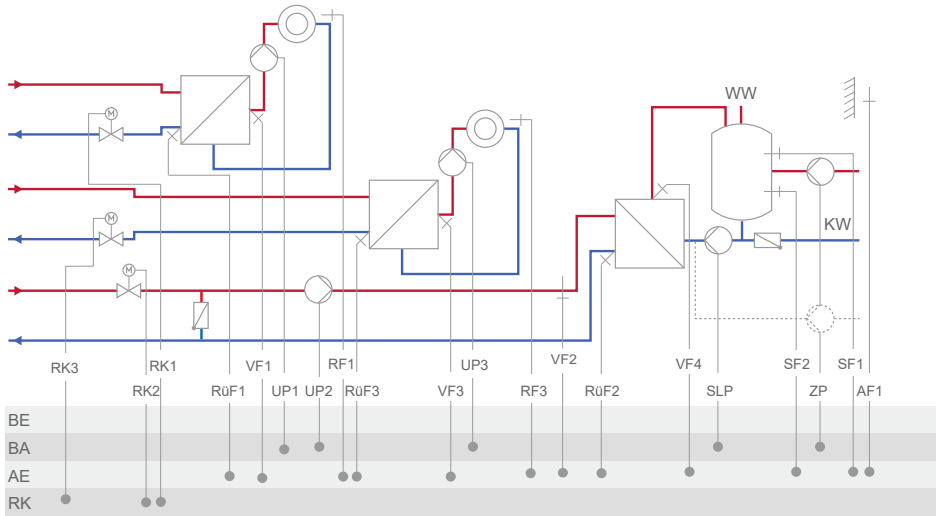 M
WW
M
KW
M
RK3
RK1
VF1
RF1
UP3
VF2
VF4
SF2
SF1
RK2
RüF1
UP1
UP2
RüF3
VF3
RF3
RüF2
SLP
ZP
AF1
BE
BA
AE
RK